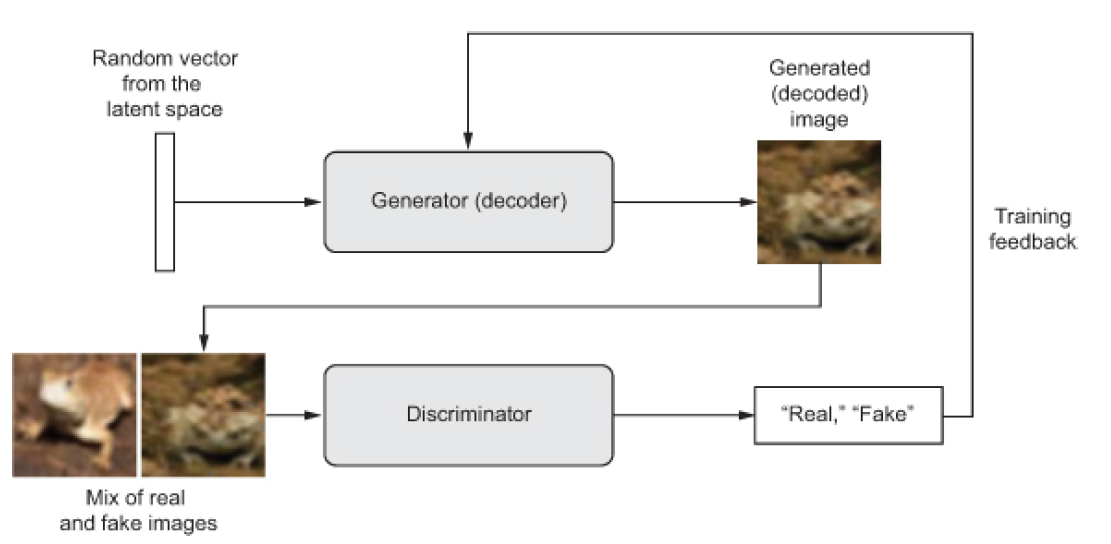 Random vector
from the
latent space
Generator (decoder)
Generated
(decoded)
image
Training
feedback
Mix of real
and fake images
Discriminator
“Real,” “Fake”